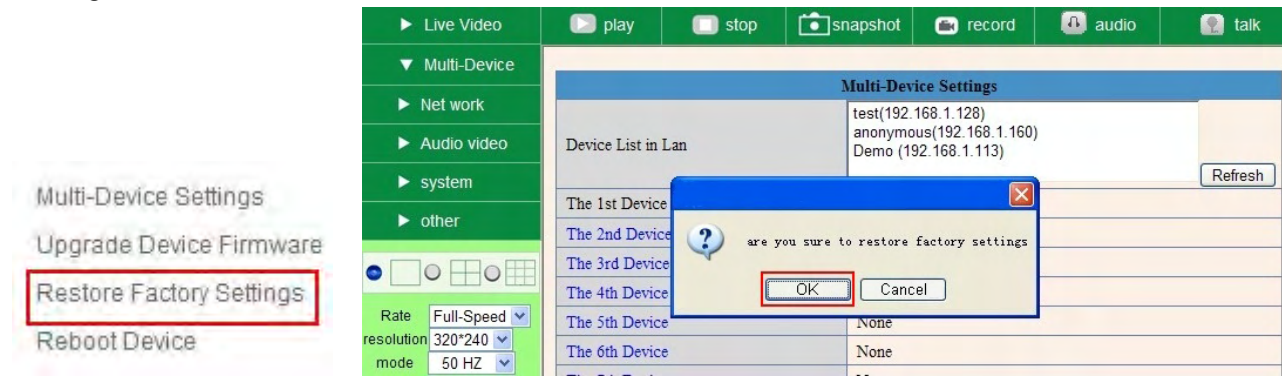 Multi-Device Settings
Upgrade Device Firmware
Restore Factory Settings
Reboot Device
Live Video
Multi-Device
Net work
Audio video
system
other
Rate Full-Speed
resolution 320*240
mode 50 HZ
play stop snapshot record audio talk
Multi-Device Settings
Device List in Lan
test(192.168.1.128)
anonymous(192.168.1.160)
Demo (192.168.1.113)
Refresh
The 1st Device
The 2nd Device
The 3rd Device
The 4th Device
The 5th Device None
The 6th Device None
are you sure to restore factory settings
OK Cancel